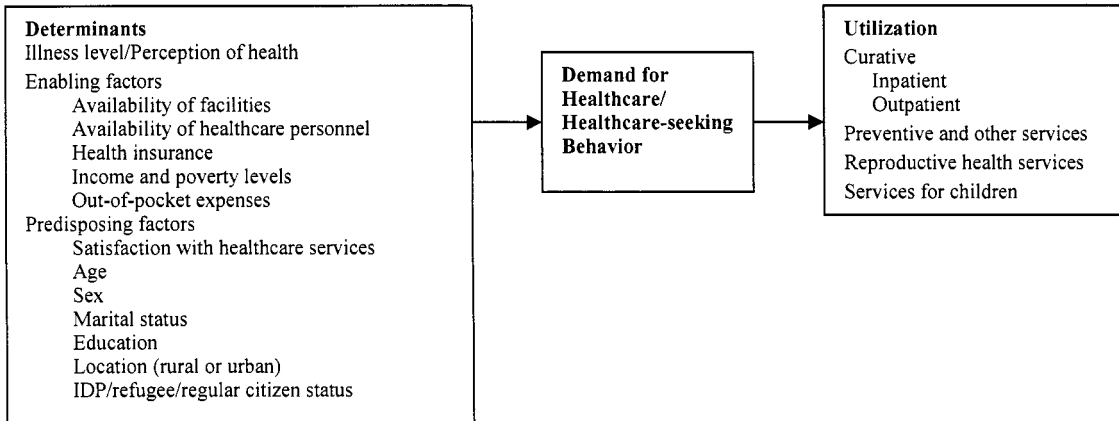 Determinants
Illness level/Perception of health
Enabling factors
Availability of facilities
Availability of healthcare personnel
Health insurance
Income and poverty levels
Out-of-pocket expenses
Predisposing factors
Satisfaction with healthcare services
Age
Sex
Marital status
Education
Location (rural or urban)
IDP/refugee/regular citizen status
Demand for
Healthcare/
Healthcare-seeking
Behavior
Utilization
Curative
Inpatient
Outpatient
Preventive and other services
Reproductive health services
Services for children